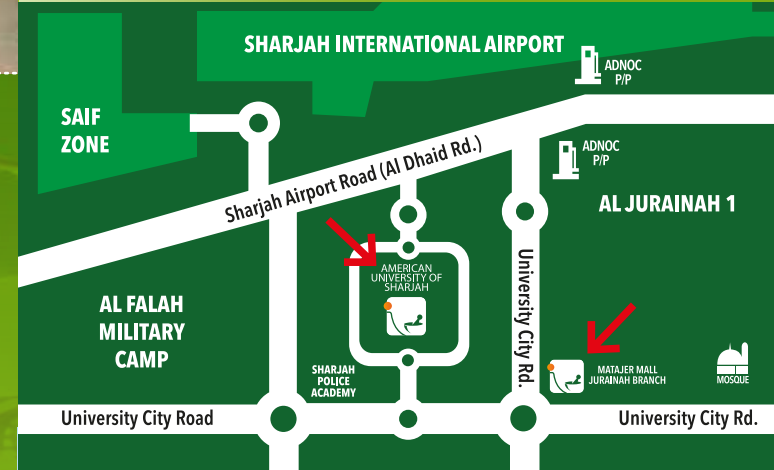 SHARJAH INTERNATIONAL AIRPORT
ADNOC
P/P
SAIF
ZONE
ADNOC
P/P
Sharjah Airport Road (Al Dhaid Rd.)
AL JURAINAH 1
AMERICAN
UNIVERSITY OF
SHARJAH
University City Rd.
AL FALAH
MILITARY
CAMP
SHARJAH
POLICE
ACADEMY
MATAJER MALL
JURAINAH BRANCH
MOSQUE
University City Road
University City Rd.